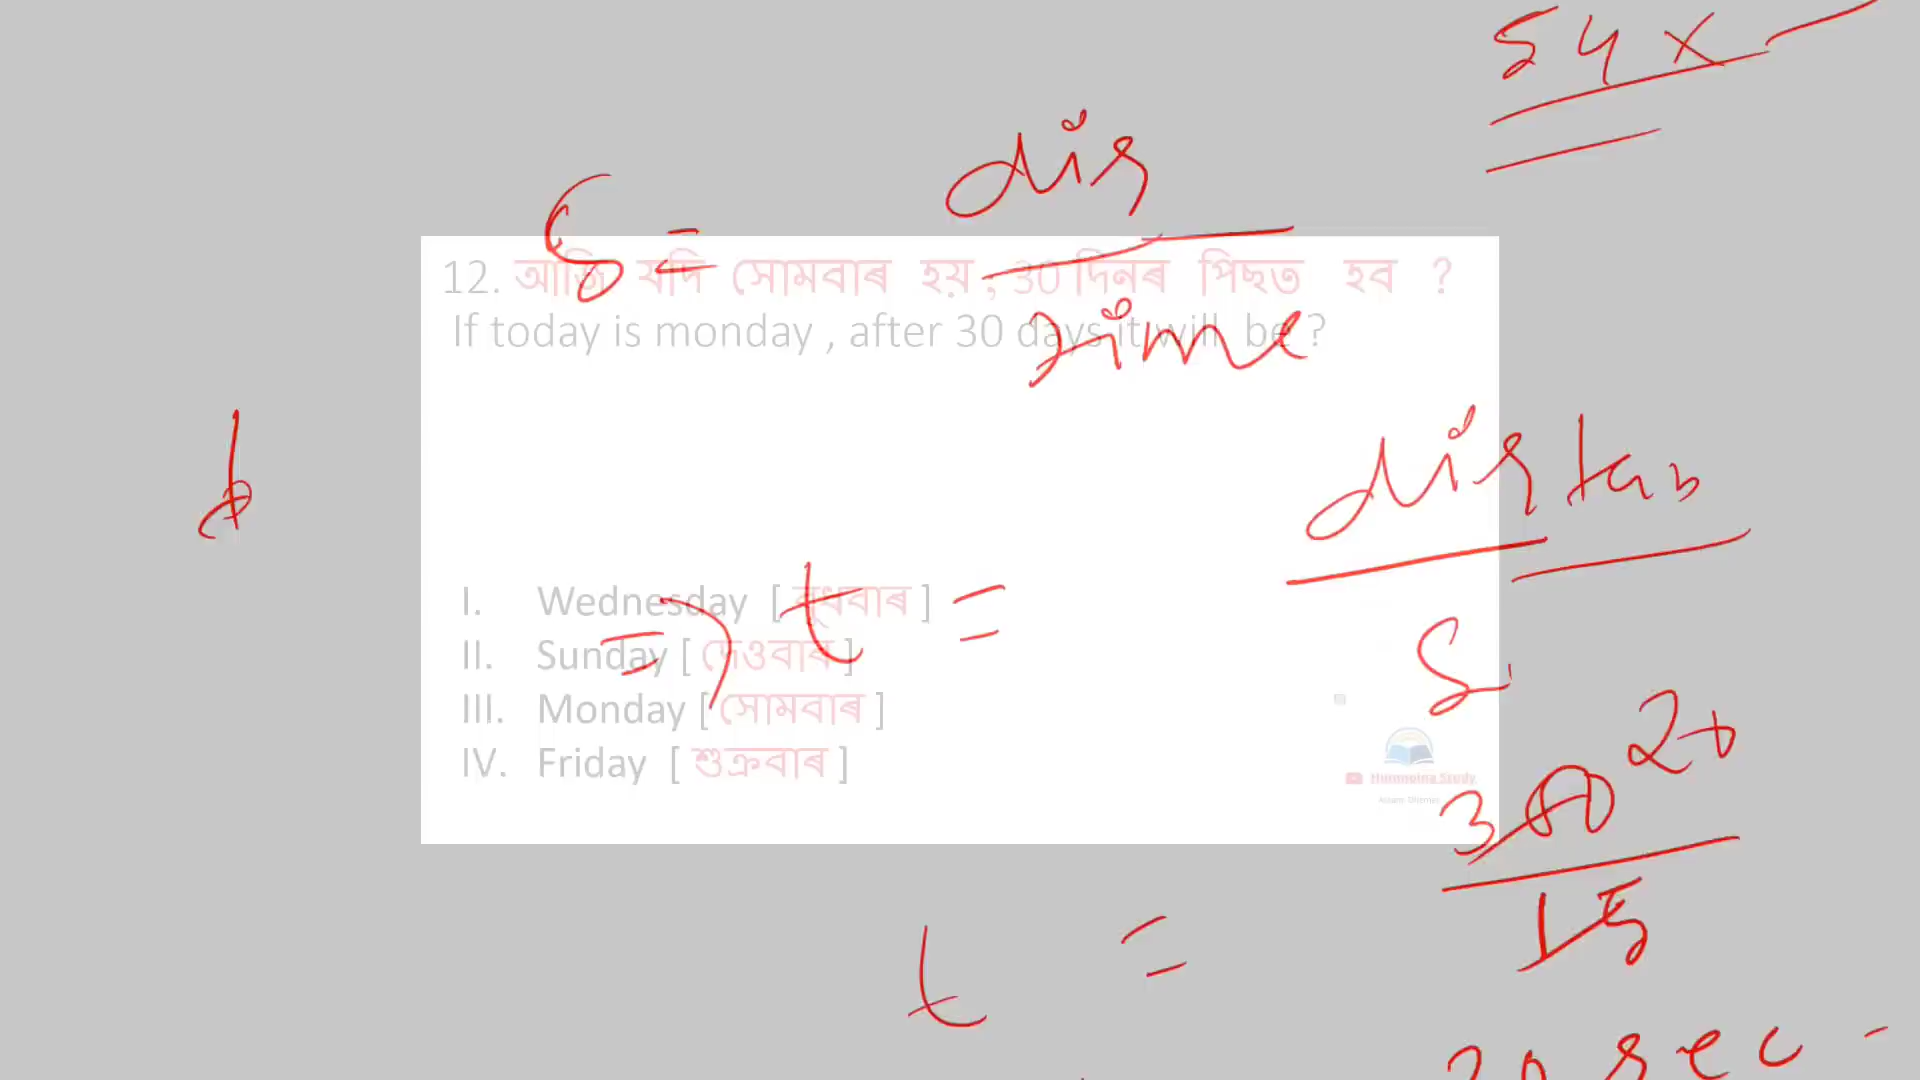 54x
S = dis
time
12. আজি যদি সোমবাৰ হয় , 30 দিনৰ পিছত হব ?
If today is monday , after 30 days it will be ?
distan
S
=> t =
I. Wednesday [ বুধবাৰ ]
II. Sunday [ দেওবাৰ ]
III. Monday [ সোমবাৰ ]
IV. Friday [ শুক্রবাৰ ]
20
300
15
t =
20 sec